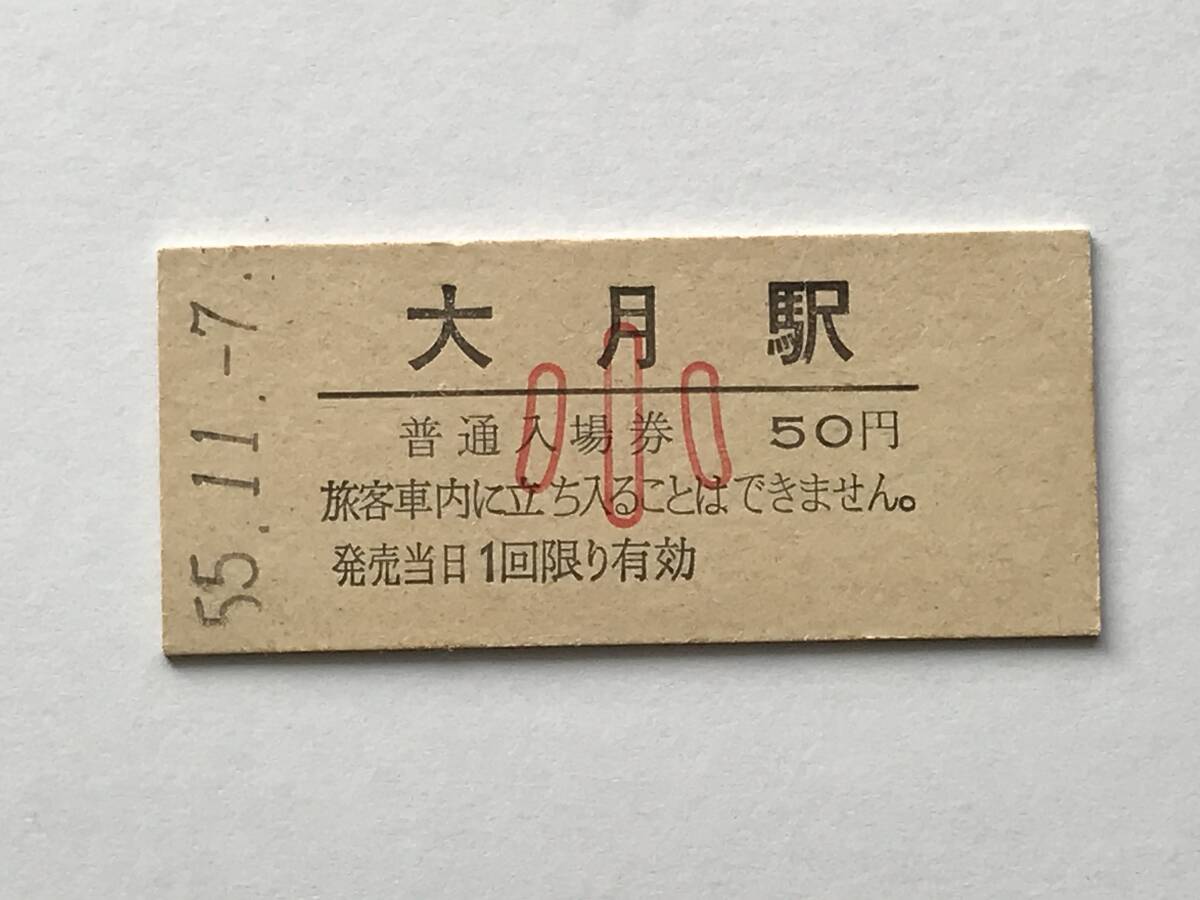 大月駅
普通入場券 50円
旅客車内に立ち入ることはできません。
発売当日1回限り有効
小
55.11.-7.